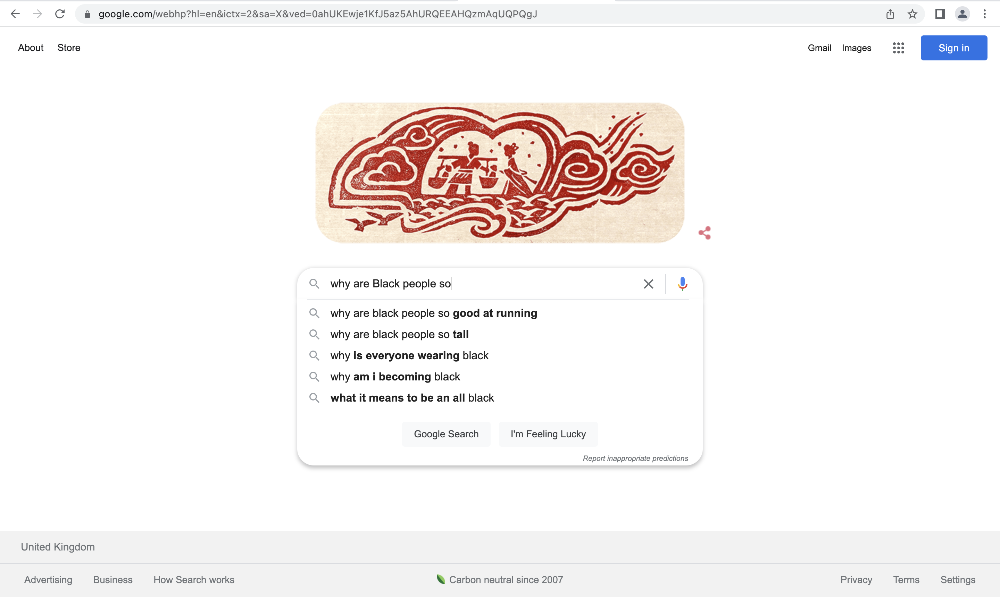 google.com/webhp?hl=en&ictx=2&sa=X&ved=0ahUKEwje1KfJ5az5AhURQEEAHQzmAqUQPQgJ
About Store Gmail Images Sign in
why are Black people so
why are black people so good at running
why are black people so tall
why is everyone wearing black
why am i becoming black
what it means to be an all black
Google Search I'm Feeling Lucky
Report inappropriate predictions
United Kingdom
Advertising Business How Search works Carbon neutral since 2007 Privacy Terms Settings